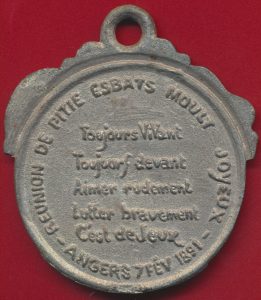 REUNION DE PITIE ESBATS MOULT JOYEUX
Toujours Vivant
Toujours devant
Aimer rudement
Lutter bravement
C'est de Jeux
- ANGERS 7 FEV 1891 -